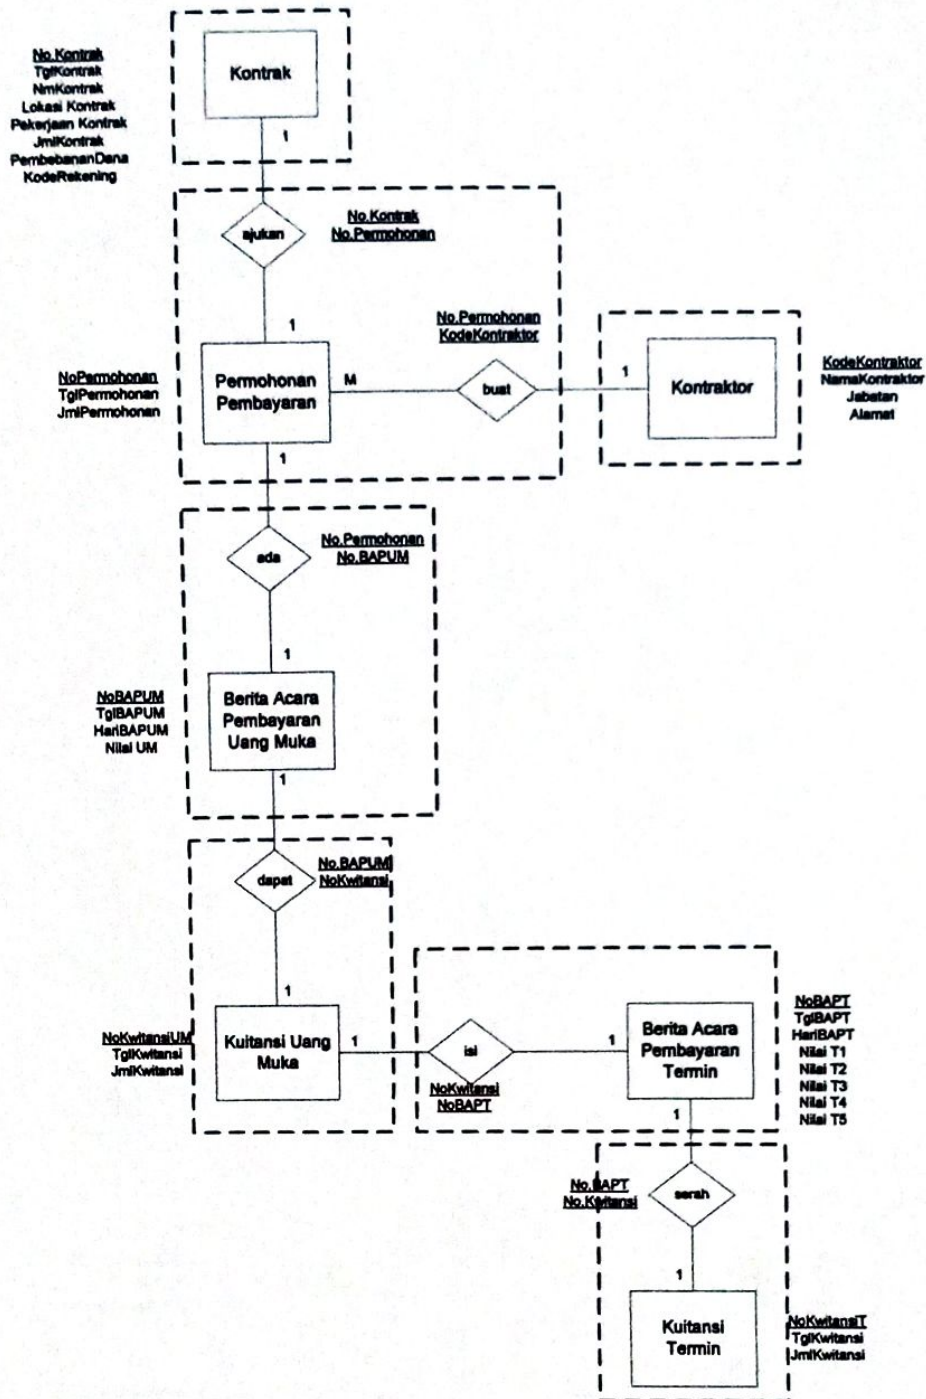 Kontrak
1
No.Kontrak
TglKontrak
NmKontrak
Lokasi Kontrak
Pekerjaan Kontrak
JmlKontrak
PembebananDana
KodeRekening
ajukan
No.Kontrak
No.Permohonan
1
Permohonan
Pembayaran
M
1
NoPermohonan
TglPermohonan
JmlPermohonan
No.Permohonan
KodeKontraktor
buat
1
Kontraktor
KodeKontraktor
NamaKontraktor
Jabatan
Alamat
ada
No.Permohonan
No.BAPUM
1
Berita Acara
Pembayaran
Uang Muka
1
NoBAPUM
TglBAPUM
HariBAPUM
Nilai UM
dapat
No.BAPUM
NoKwitansi
1
Kuitansi Uang
Muka
1
NoKwitansiUM
TglKwitansi
JmlKwitansi
isi
NoKwitansi
NoBAPT
1
Berita Acara
Pembayaran
Termin
1
NoBAPT
TglBAPT
HariBAPT
Nilai T1
Nilai T2
Nilai T3
Nilai T4
Nilai T5
serah
No.BAPT
No.Kwitansi
1
Kuitansi
Termin
NoKwitansiT
TglKwitansi
JmlKwitansi